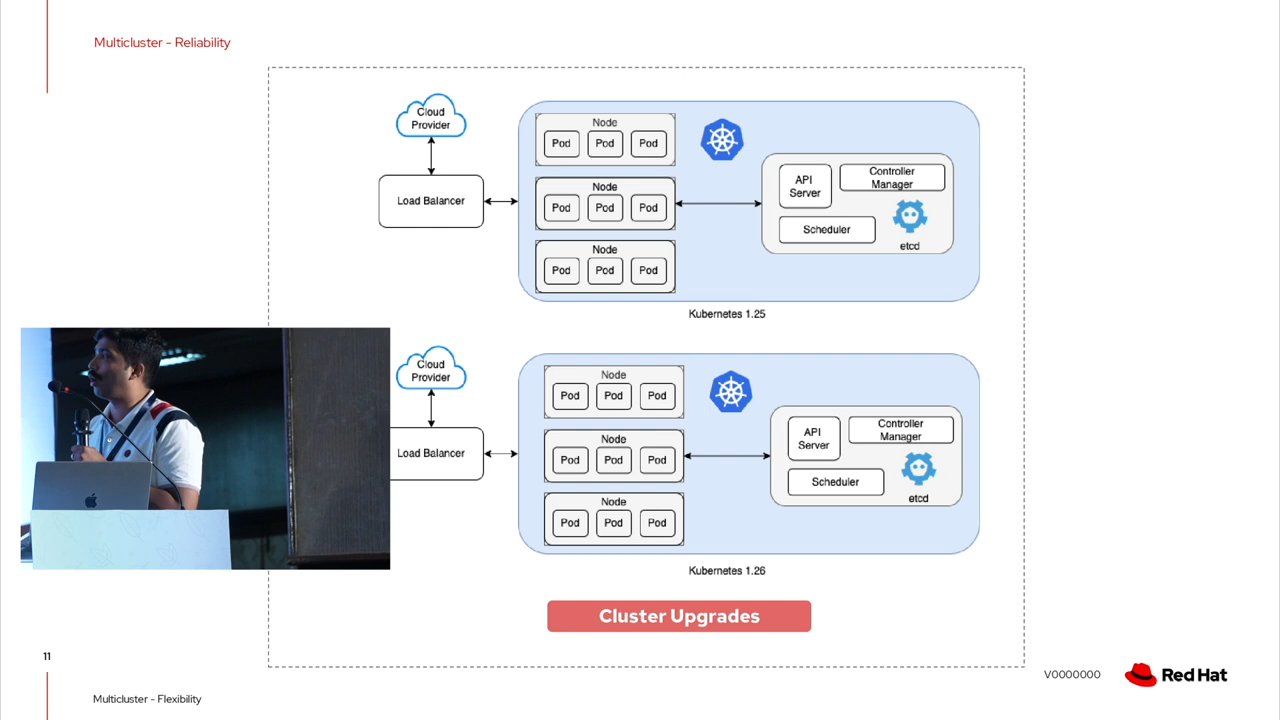 Multicluster - Reliability
Cloud
Provider
Load Balancer
Node
Pod Pod Pod
Node
Pod Pod Pod
Node
Pod Pod Pod
API
Server
Controller
Manager
Scheduler
etcd
Kubernetes 1.25
Cloud
Provider
Load Balancer
Node
Pod Pod Pod
Node
Pod Pod Pod
Node
Pod Pod Pod
API
Server
Controller
Manager
Scheduler
etcd
Kubernetes 1.26
Cluster Upgrades
11
V0000000
Red Hat
Multicluster - Flexibility